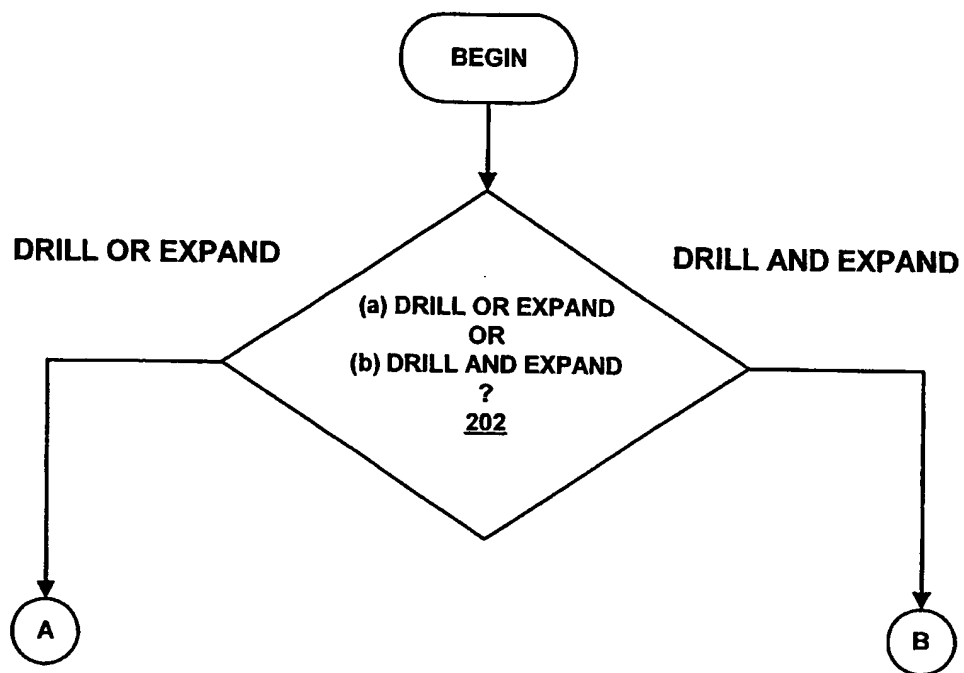 BEGIN
DRILL OR EXPAND
DRILL AND EXPAND
(a) DRILL OR EXPAND
OR
(b) DRILL AND EXPAND
?
202
A
B